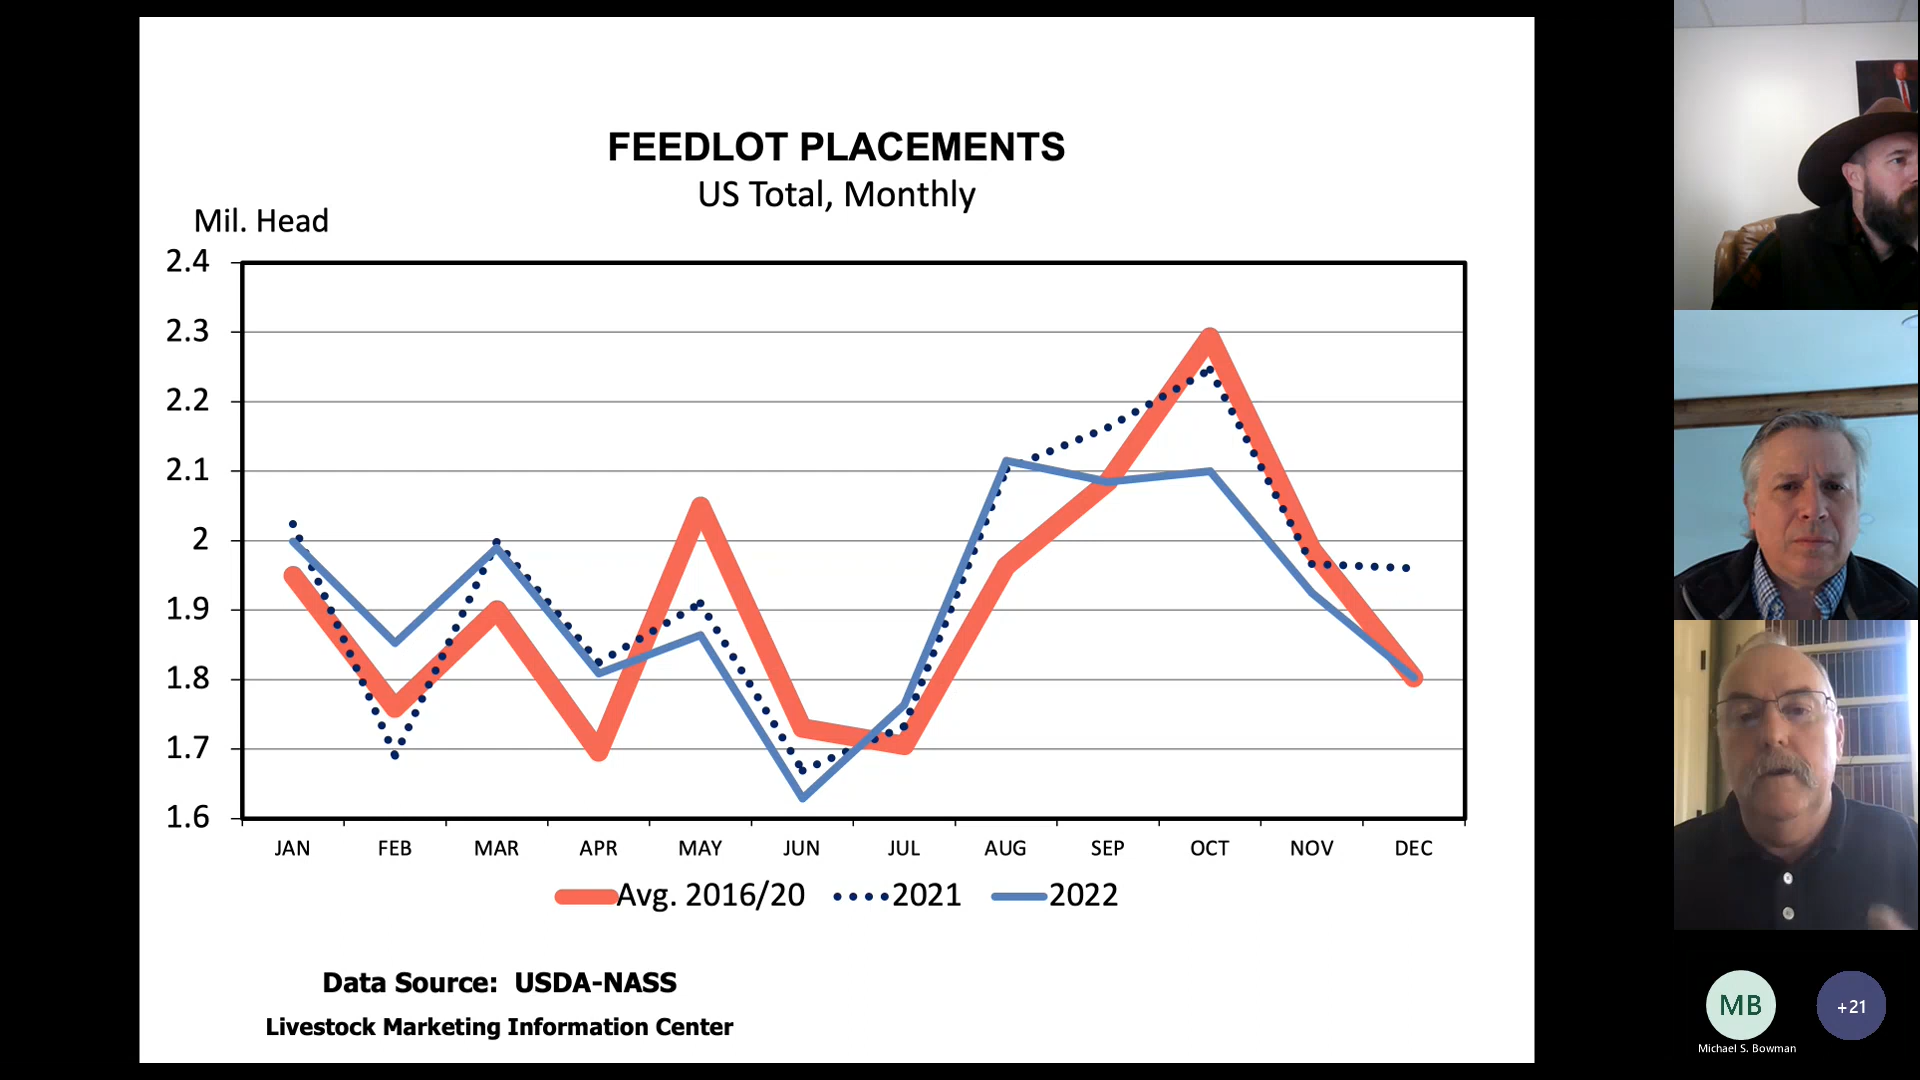 FEEDLOT PLACEMENTS
US Total, Monthly
Mil. Head
2.4
2.3
2.2
2.1
2
1.9
1.8
1.7
1.6
JAN FEB MAR APR MAY JUN JUL AUG SEP OCT NOV DEC
Avg. 2016/20 2021 2022
Data Source: USDA-NASS
Livestock Marketing Information Center
MB +21
Michael S. Bowman